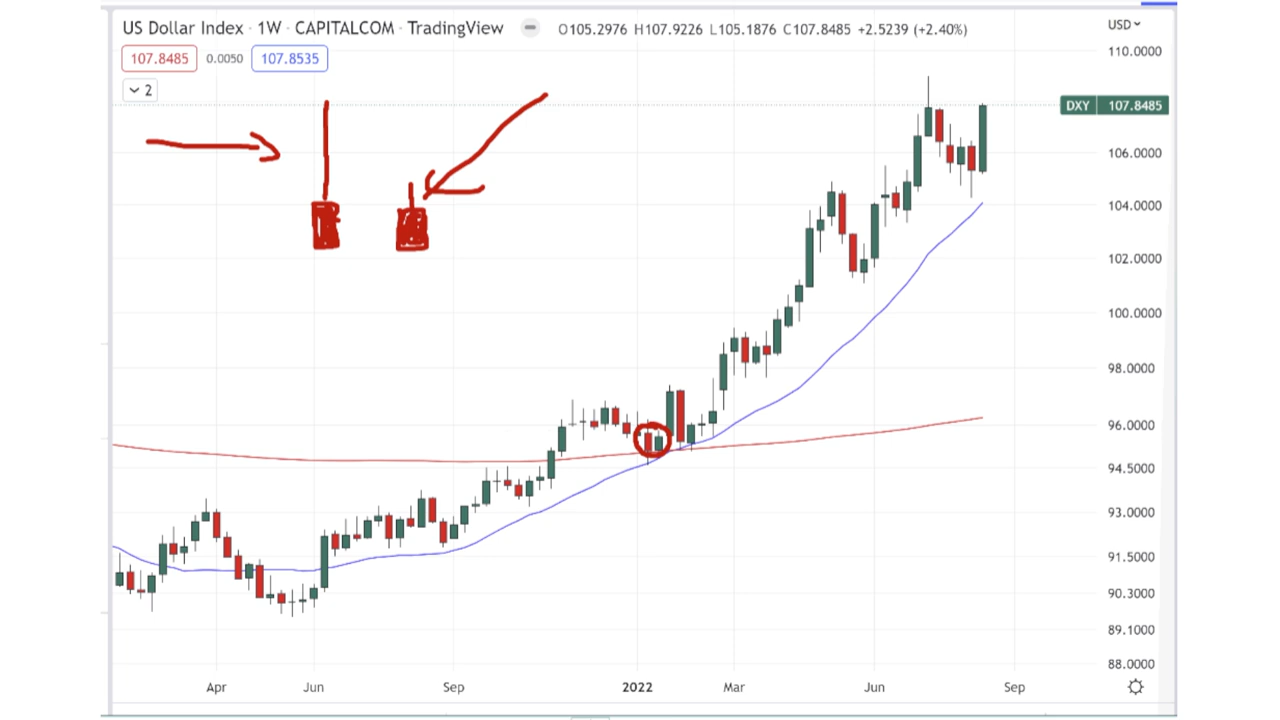 US Dollar Index · 1W · CAPITALCOM · TradingView O105.2976 H107.9226 L105.1876 C107.8485 +2.5239 (+2.40%)
USD
107.8485 0.0050 107.8535
2
110.0000
DXY 107.8485
106.0000
104.0000
102.0000
100.0000
98.0000
96.0000
94.5000
93.0000
91.5000
90.3000
89.1000
88.0000
Apr Jun Sep 2022 Mar Jun Sep